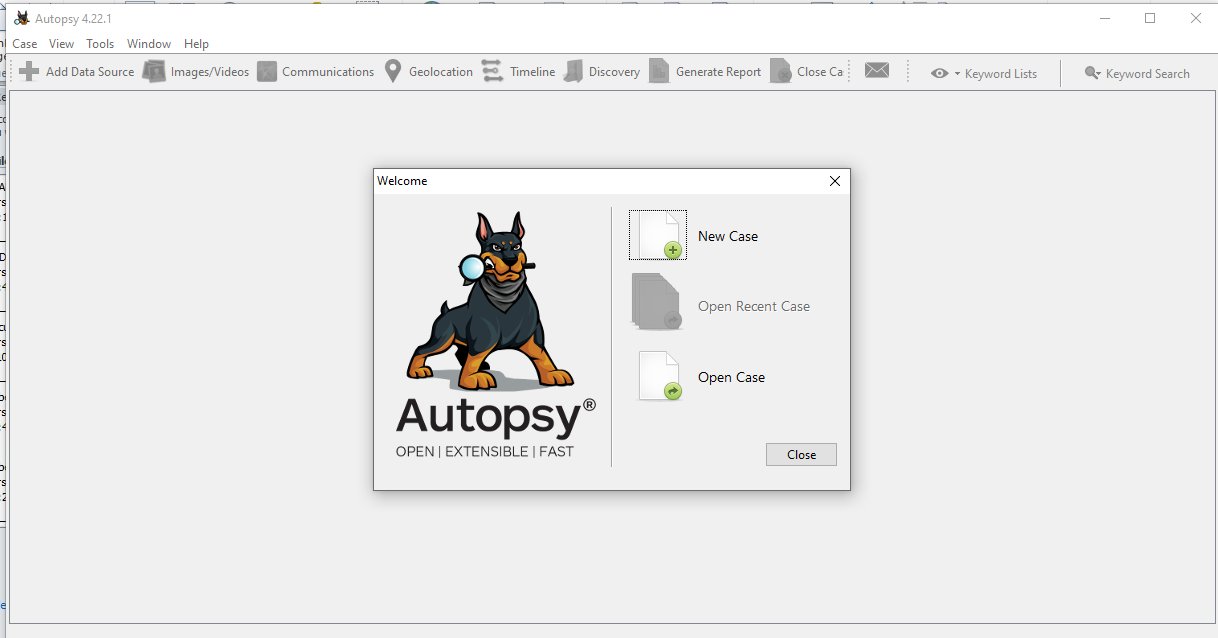 Autopsy 4.22.1
Case View Tools Window Help
Add Data Source Images/Videos Communications Geolocation Timeline Discovery Generate Report Close Ca Keyword Lists Keyword Search
Welcome
New Case
Open Recent Case
Open Case
Autopsy®
OPEN | EXTENSIBLE | FAST
Close